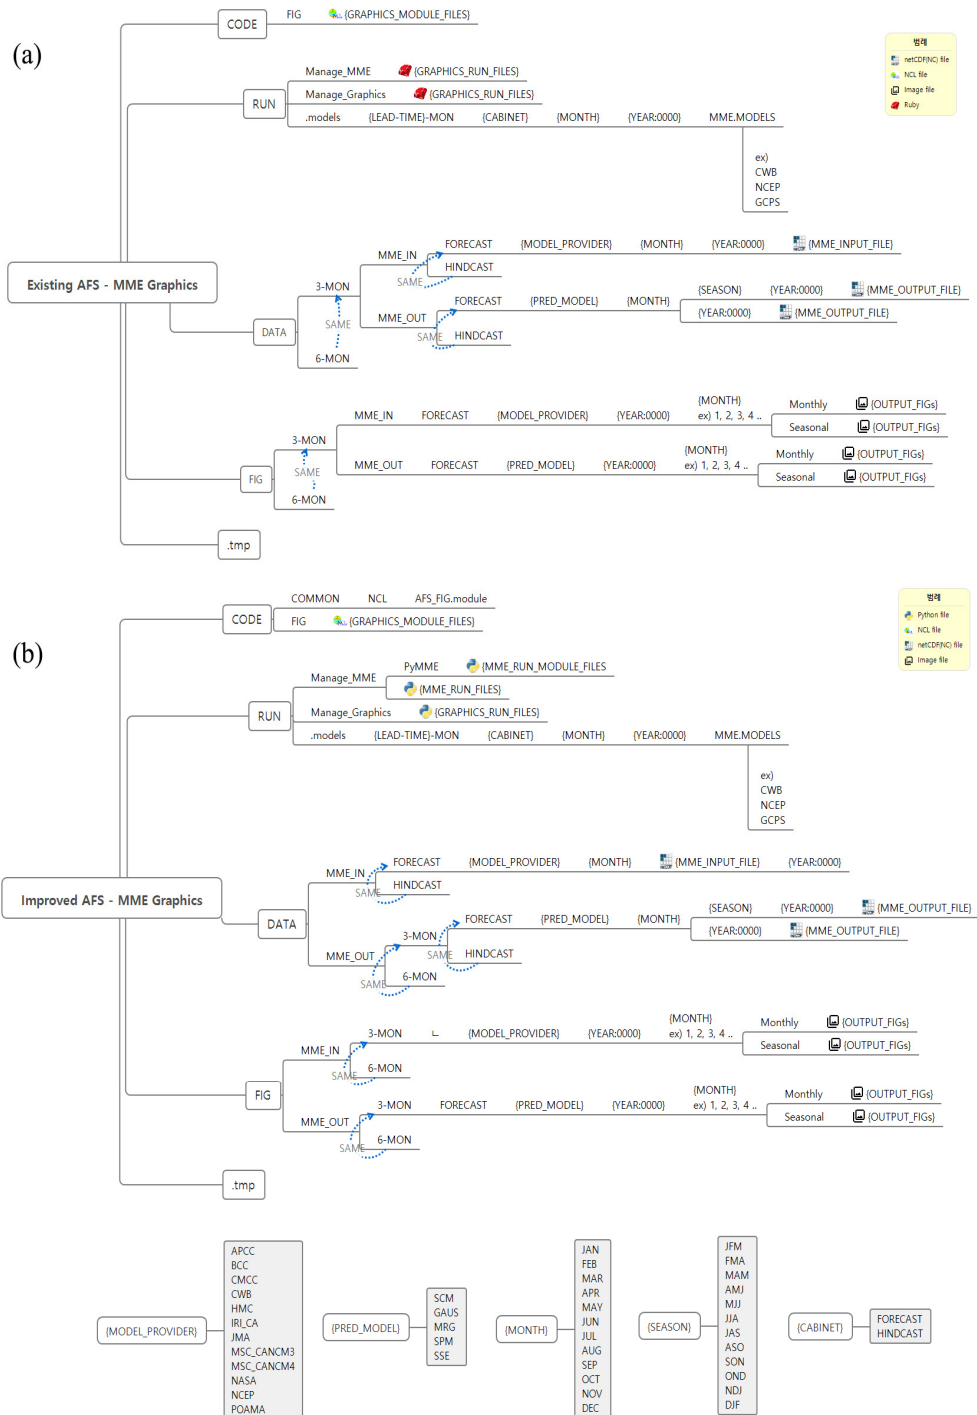 (a)
Existing AFS - MME Graphics
CODE
FIG {GRAPHICS_MODULE_FILES}
범례
netCDF(NC) file
NCL file
Image file
Ruby
RUN
Manage_MME {GRAPHICS_RUN_FILES}
Manage_Graphics {GRAPHICS_RUN_FILES}
.models {LEAD-TIME}-MON {CABINET} {MONTH} {YEAR:0000} MME.MODELS
ex)
CWB
NCEP
GCPS
DATA
3-MON
SAME
6-MON
MME_IN
FORECAST {MODEL_PROVIDER} {MONTH} {YEAR:0000} {MME_INPUT_FILE}
HINDCAST
SAME
MME_OUT
FORECAST {PRED_MODEL} {MONTH}
{SEASON} {YEAR:0000} {MME_OUTPUT_FILE}
{YEAR:0000} {MME_OUTPUT_FILE}
SAME
HINDCAST
FIG
3-MON
SAME
6-MON
MME_IN FORECAST {MODEL_PROVIDER} {YEAR:0000}
{MONTH}
ex) 1, 2, 3, 4 ..
Monthly {OUTPUT_FIGs}
Seasonal {OUTPUT_FIGs}
MME_OUT FORECAST {PRED_MODEL} {YEAR:0000}
{MONTH}
ex) 1, 2, 3, 4 ..
Monthly {OUTPUT_FIGs}
Seasonal {OUTPUT_FIGs}
.tmp
(b)
Improved AFS - MME Graphics
CODE
COMMON NCL AFS_FIG.module
FIG {GRAPHICS_MODULE_FILES}
범례
Python file
NCL file
netCDF(NC) file
Image file
RUN
Manage_MME
PyMME {MME_RUN_MODULE_FILES
{MME_RUN_FILES}
Manage_Graphics {GRAPHICS_RUN_FILES}
.models {LEAD-TIME}-MON {CABINET} {MONTH} {YEAR:0000} MME.MODELS
ex)
CWB
NCEP
GCPS
DATA
MME_IN
FORECAST {MODEL_PROVIDER} {MONTH} {MME_INPUT_FILE} {YEAR:0000}
HINDCAST
SAME
MME_OUT
3-MON
SAME
6-MON
FORECAST {PRED_MODEL} {MONTH}
{SEASON} {YEAR:0000} {MME_OUTPUT_FILE}
{YEAR:0000} {MME_OUTPUT_FILE}
SAME
HINDCAST
FIG
MME_IN
3-MON ㄴ {MODEL_PROVIDER} {YEAR:0000}
{MONTH}
ex) 1, 2, 3, 4 ..
Monthly {OUTPUT_FIGs}
Seasonal {OUTPUT_FIGs}
SAME
6-MON
MME_OUT
3-MON FORECAST {PRED_MODEL} {YEAR:0000}
{MONTH}
ex) 1, 2, 3, 4 ..
Monthly {OUTPUT_FIGs}
Seasonal {OUTPUT_FIGs}
SAME
6-MON
.tmp
{MODEL_PROVIDER}
APCC
BCC
CMCC
CWB
HMC
IRI_CA
JMA
MSC_CANCM3
MSC_CANCM4
NASA
NCEP
POAMA
{PRED_MODEL}
SCM
GAUS
MRG
SPM
SSE
{MONTH}
JAN
FEB
MAR
APR
MAY
JUN
JUL
AUG
SEP
OCT
NOV
DEC
{SEASON}
JFM
FMA
MAM
AMJ
MJJ
JJA
JAS
ASO
SON
OND
NDJ
DJF
{CABINET}
FORECAST
HINDCAST